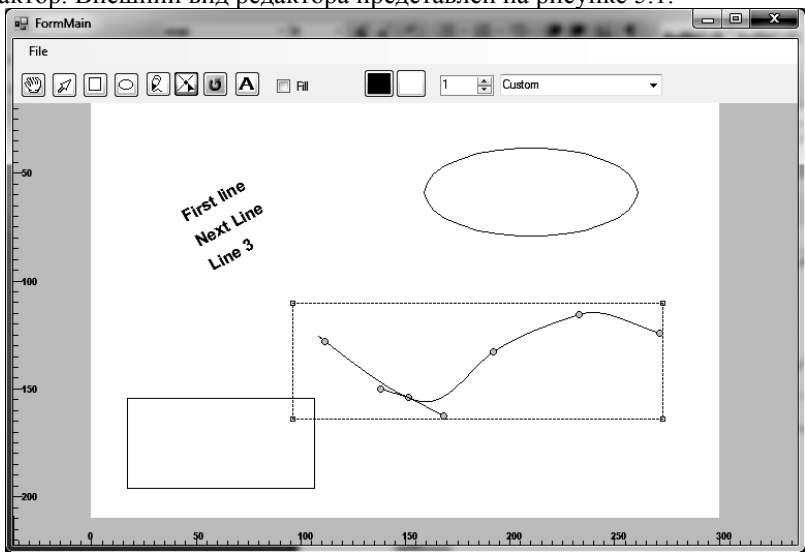 актор. Внешний вид редактора представлен на рисунке 5.1.
FormMain
File
A
Fill
1
Custom
50
100
150
200
First line
Next Line
Line 3
0
50
100
150
200
250
300